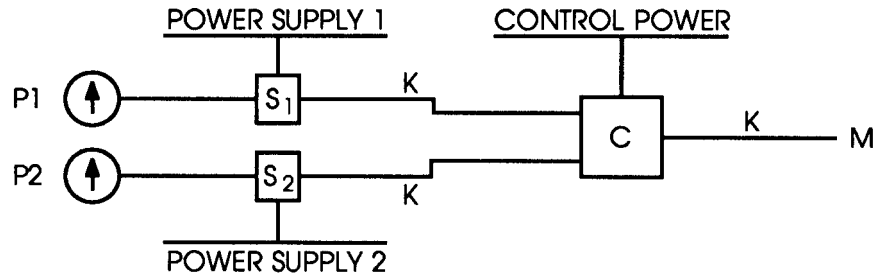 POWER SUPPLY 1
CONTROL POWER
P1
S1
K
C
K
M
P2
S2
K
POWER SUPPLY 2